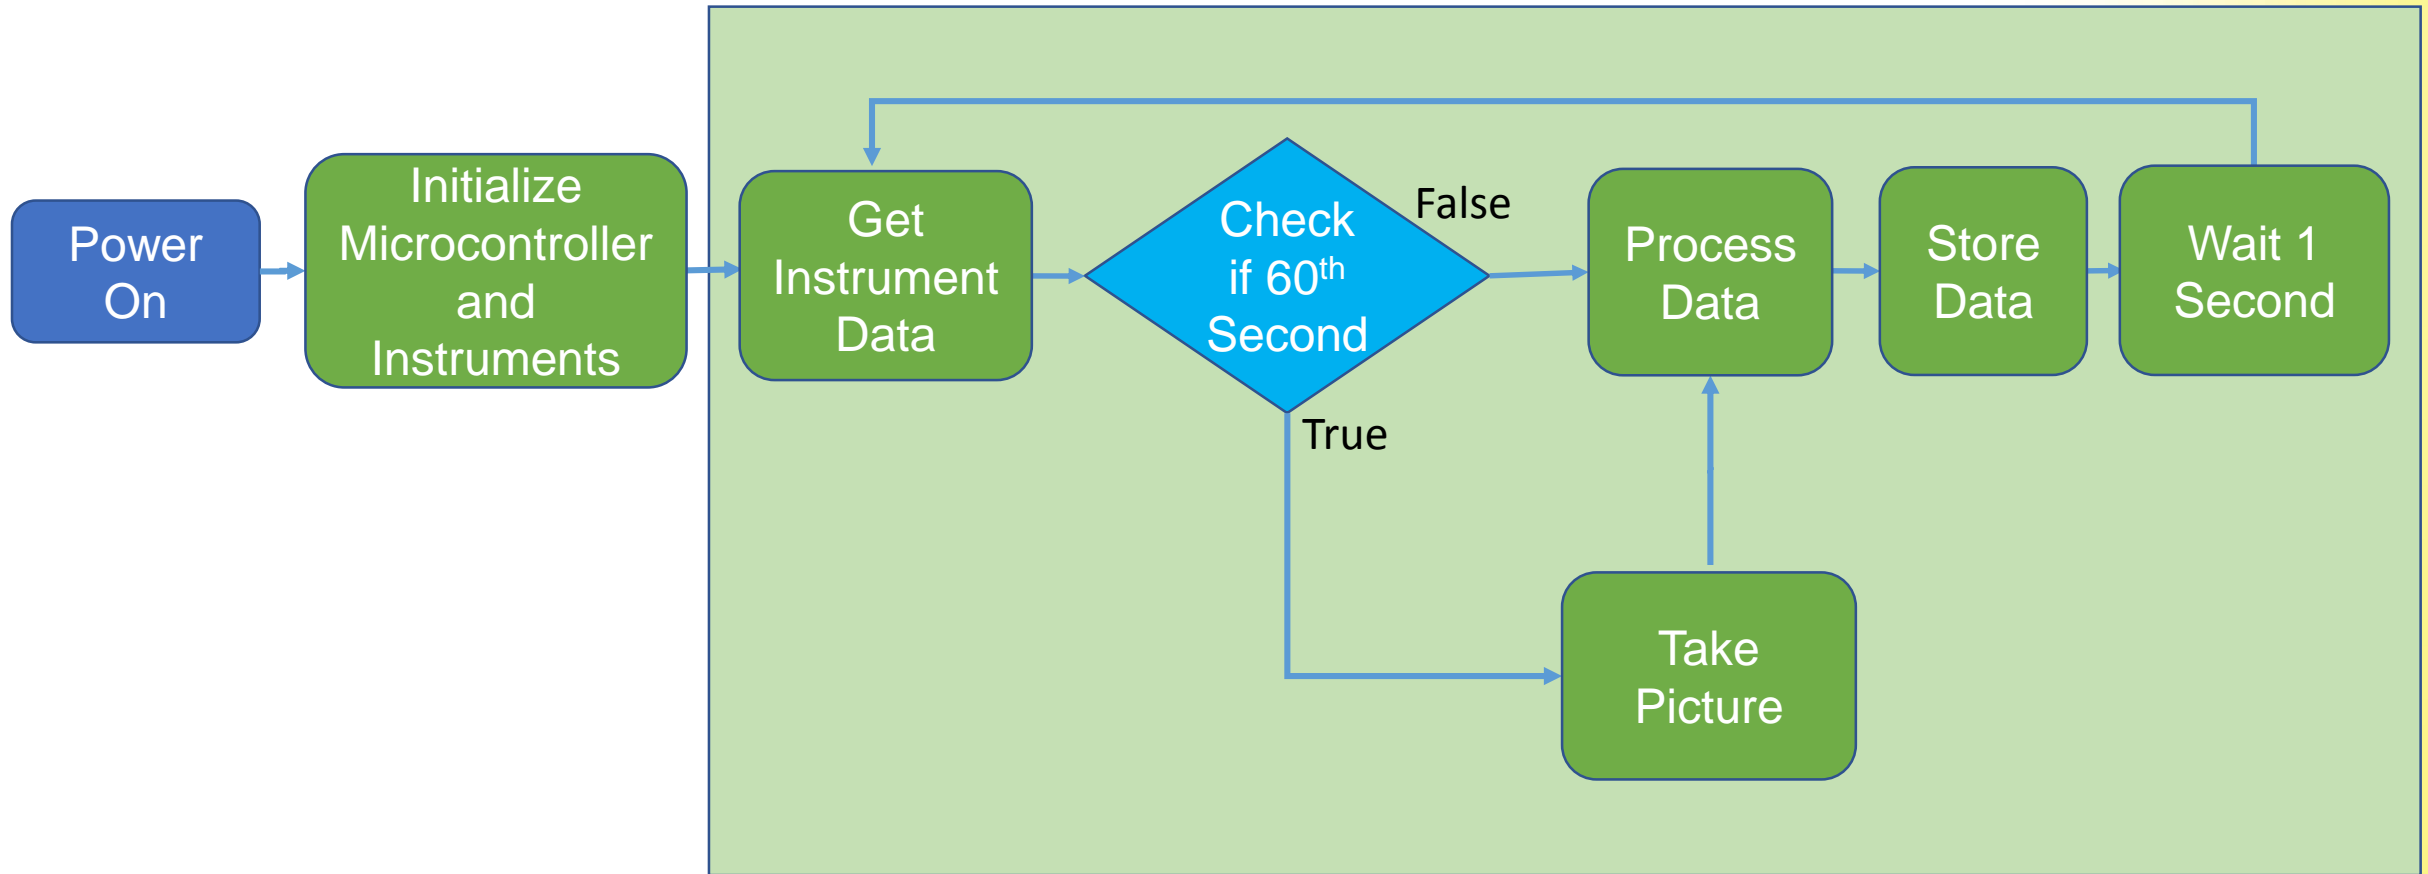 Power
On
Initialize
Microcontroller
and
Instruments
Get
Instrument
Data
Check
if 60th
Second
False
True
Process
Data
Store
Data
Wait 1
Second
Take
Picture